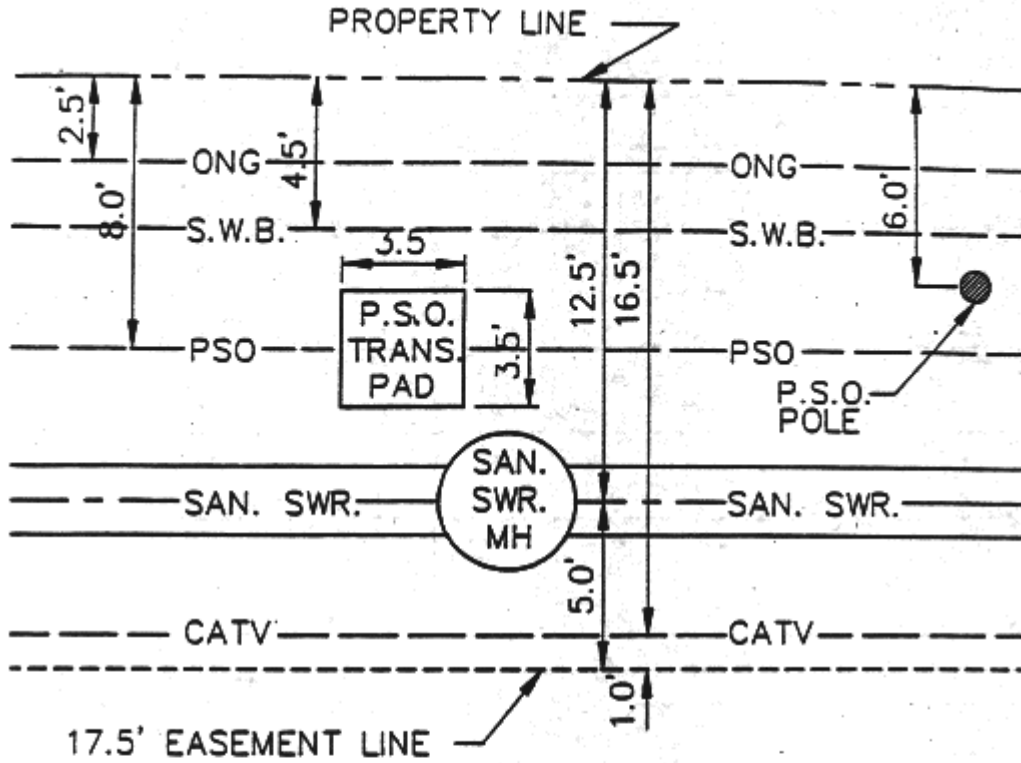 PROPERTY LINE
2.5'
8.0'
4.5'
12.5'
16.5'
6.0'
ONG
ONG
S.W.B.
S.W.B.
3.5
P.S.O.
TRANS.
PAD
3.5'
PSO
PSO
P.S.O.
POLE
SAN. SWR.
SAN.
SWR.
MH
SAN. SWR.
5.0'
CATV
CATV
1.0'
17.5' EASEMENT LINE